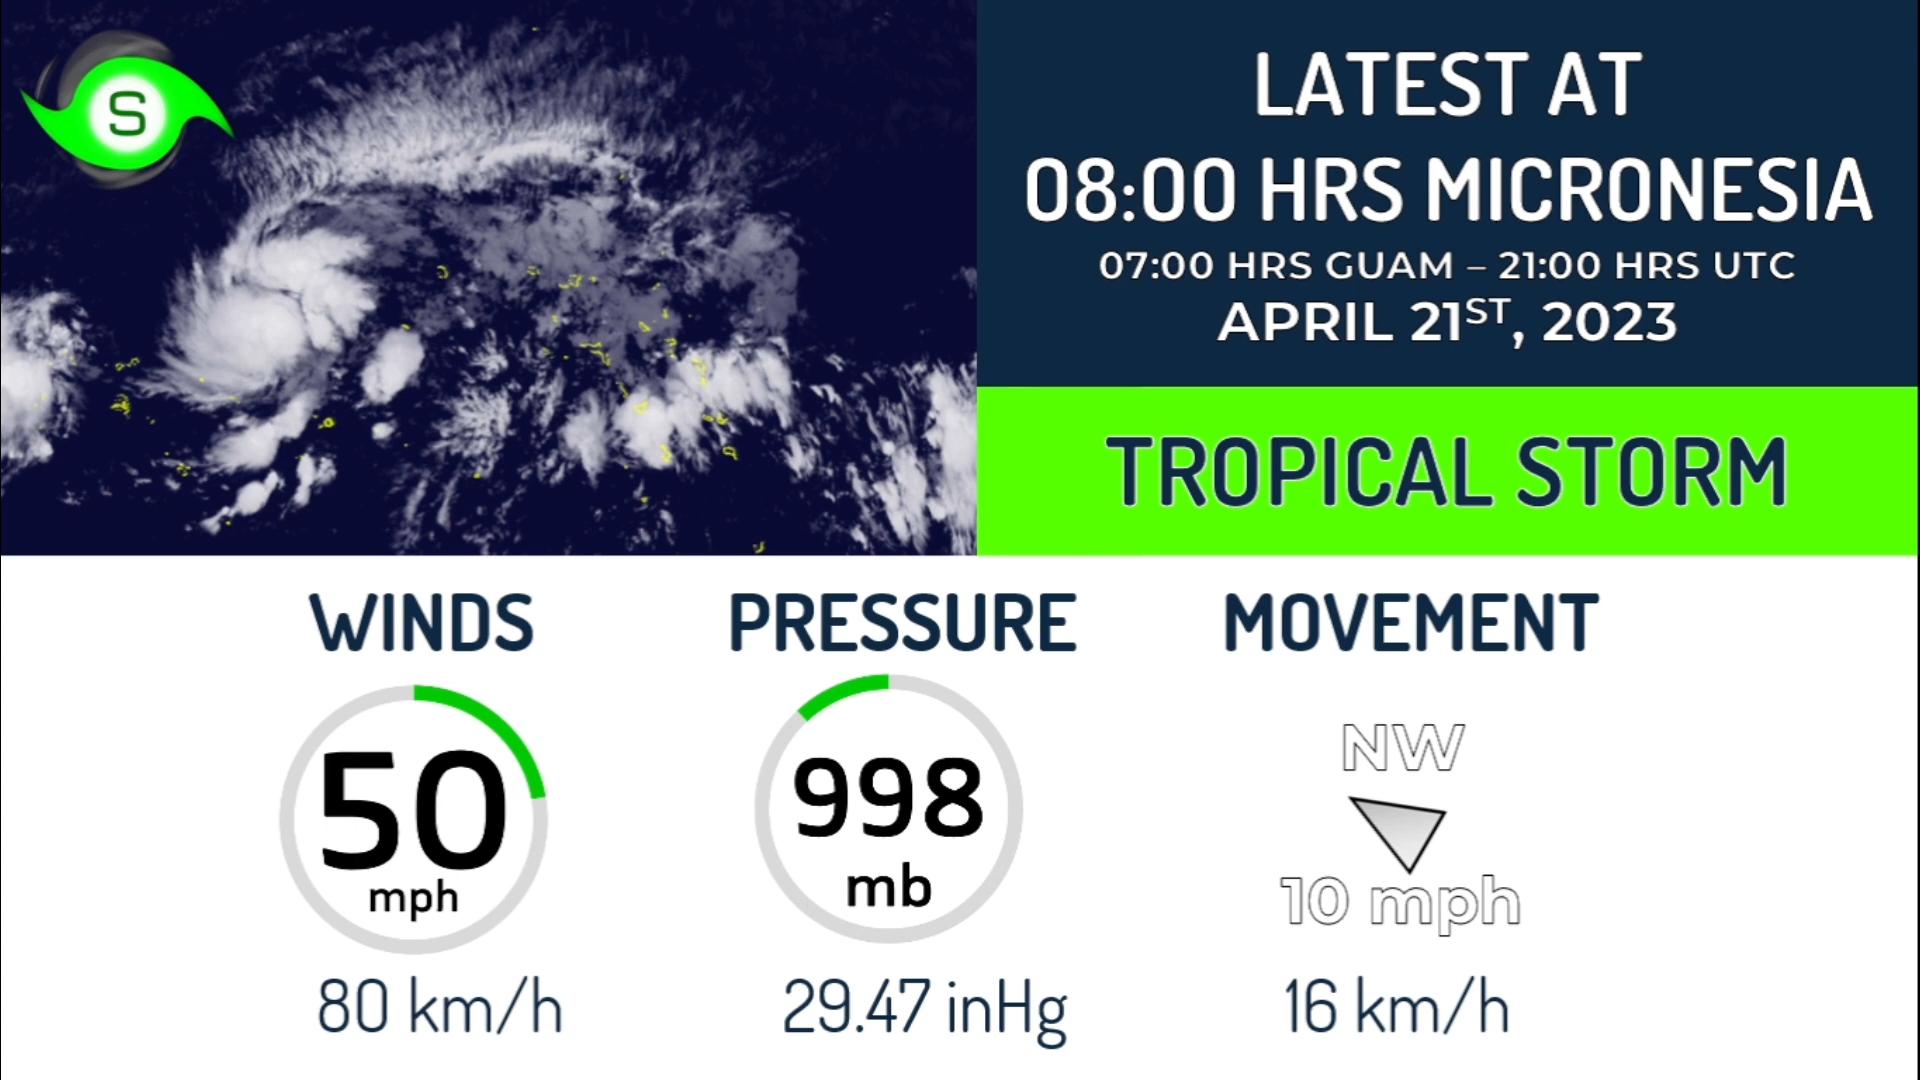 S
LATEST AT
08:00 HRS MICRONESIA
07:00 HRS GUAM – 21:00 HRS UTC
APRIL 21ST, 2023
TROPICAL STORM
WINDS
50
mph
80 km/h
PRESSURE
998
mb
29.47 inHg
MOVEMENT
NW
10 mph
16 km/h